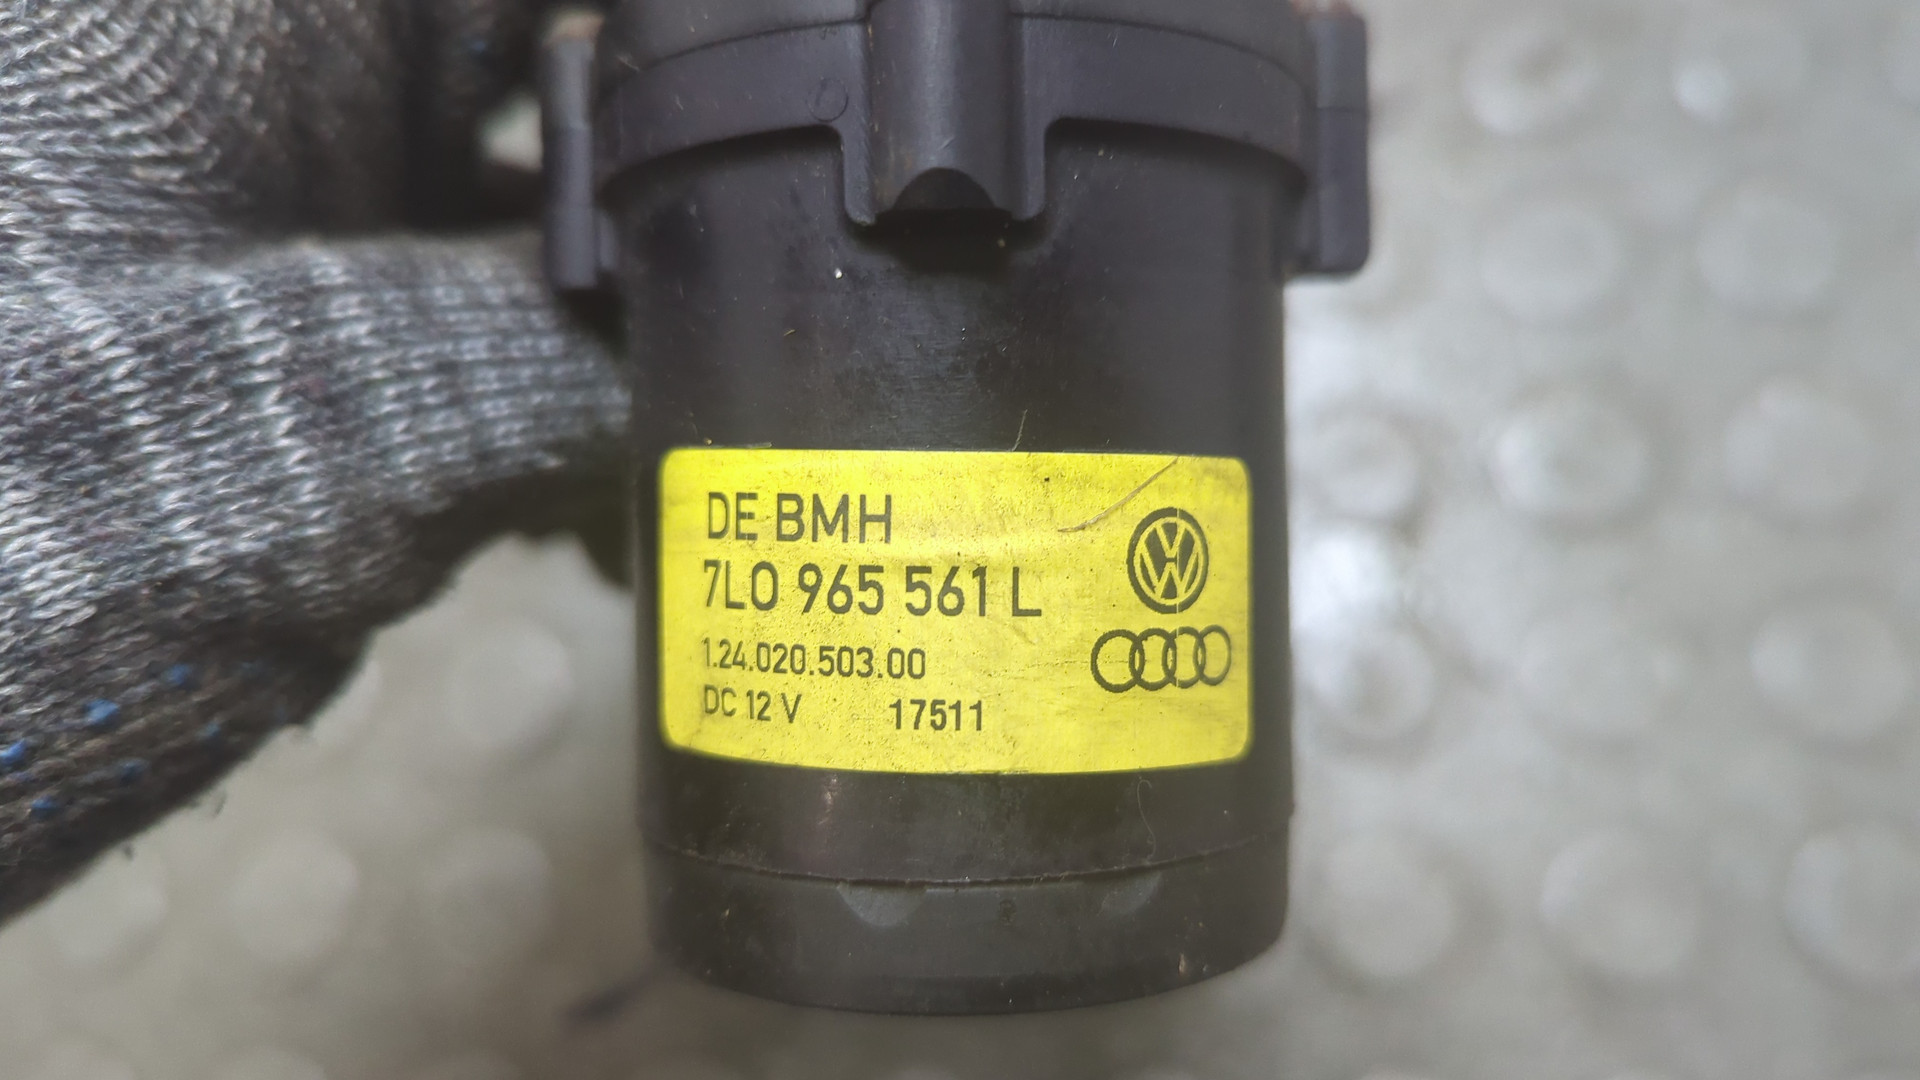 DE BMH
7L0 965 561 L
1.24.020.503.00
DC 12 V 17511